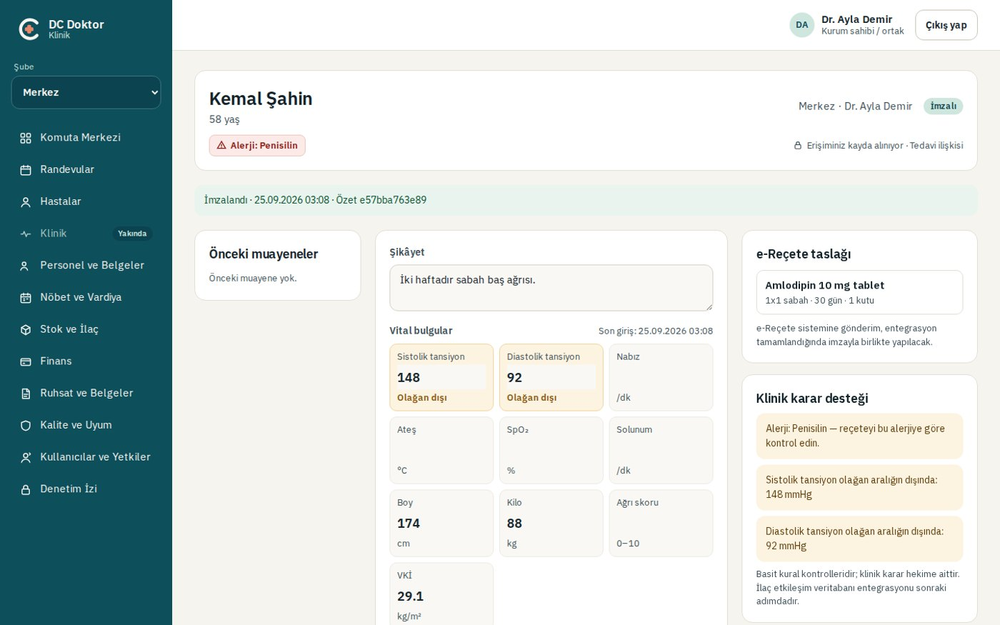 DC Doktor
Klinik
Şube
Merkez
Komuta Merkezi
Randevular
Hastalar
Klinik
Yakında
Personel ve Belgeler
Nöbet ve Vardiya
Stok ve İlaç
Finans
Ruhsat ve Belgeler
Kalite ve Uyum
Kullanıcılar ve Yetkiler
Denetim İzi
DA
Dr. Ayla Demir
Kurum sahibi / ortak
Çıkış yap
Kemal Şahin
58 yaş
Alerji: Penisilin
Merkez · Dr. Ayla Demir
İmzalı
Erişiminiz kayda alınıyor · Tedavi ilişkisi
İmzalandı · 25.09.2026 03:08 · Özet e57bba763e89
Önceki muayeneler
Önceki muayene yok.
Şikâyet
İki haftadır sabah baş ağrısı.
Vital bulgular
Son giriş: 25.09.2026 03:08
Sistolik tansiyon
148
Olağan dışı
Diastolik tansiyon
92
Olağan dışı
Nabız
/dk
Ateş
°C
SpO₂
%
Solunum
/dk
Boy
174
cm
Kilo
88
kg
Ağrı skoru
0–10
VKİ
29.1
kg/m²
e-Reçete taslağı
Amlodipin 10 mg tablet
1x1 sabah · 30 gün · 1 kutu
e-Reçete sistemine gönderim, entegrasyon
tamamlandığında imzayla birlikte yapılacak.
Klinik karar desteği
Alerji: Penisilin — reçeteyi bu alerjiye göre
kontrol edin.
Sistolik tansiyon olağan aralığın dışında:
148 mmHg
Diastolik tansiyon olağan aralığın dışında:
92 mmHg
Basit kural kontrolleridir; klinik karar hekime aittir.
İlaç etkileşim veritabanı entegrasyonu sonraki
adımdadır.